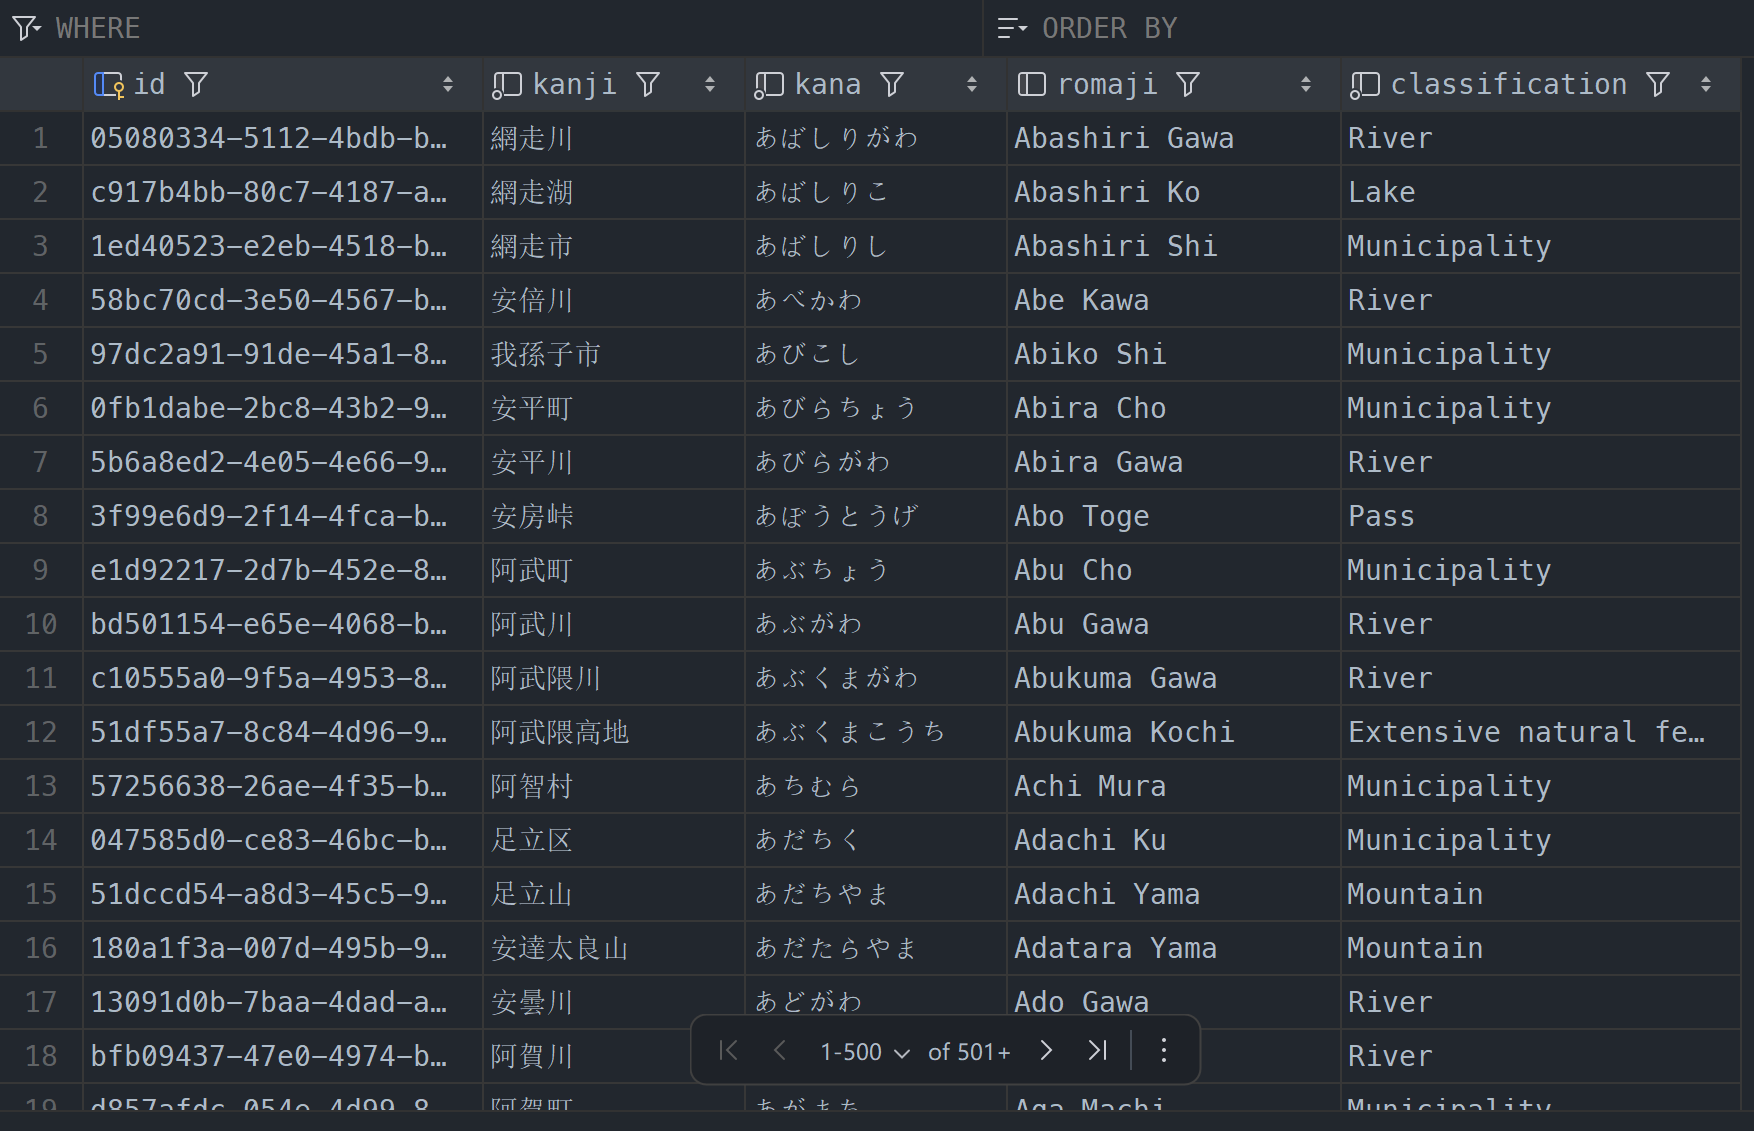 WHERE ORDER BY
id kanji kana romaji classification
1 05080334-5112-4bdb-b… 網走川 あばしりがわ Abashiri Gawa River
2 c917b4bb-80c7-4187-a… 網走湖 あばしりこ Abashiri Ko Lake
3 1ed40523-e2eb-4518-b… 網走市 あばしりし Abashiri Shi Municipality
4 58bc70cd-3e50-4567-b… 安倍川 あべかわ Abe Kawa River
5 97dc2a91-91de-45a1-8… 我孫子市 あびこし Abiko Shi Municipality
6 0fb1dabe-2bc8-43b2-9… 安平町 あびらちょう Abira Cho Municipality
7 5b6a8ed2-4e05-4e66-9… 安平川 あびらがわ Abira Gawa River
8 3f99e6d9-2f14-4fca-b… 安房峠 あぼうとうげ Abo Toge Pass
9 e1d92217-2d7b-452e-8… 阿武町 あぶちょう Abu Cho Municipality
10 bd501154-e65e-4068-b… 阿武川 あぶがわ Abu Gawa River
11 c10555a0-9f5a-4953-8… 阿武隈川 あぶくまがわ Abukuma Gawa River
12 51df55a7-8c84-4d96-9… 阿武隈高地 あぶくまこうち Abukuma Kochi Extensive natural fe…
13 57256638-26ae-4f35-b… 阿智村 あちむら Achi Mura Municipality
14 047585d0-ce83-46bc-b… 足立区 あだちく Adachi Ku Municipality
15 51dccd54-a8d3-45c5-9… 足立山 あだちやま Adachi Yama Mountain
16 180a1f3a-007d-495b-9… 安達太良山 あだたらやま Adatara Yama Mountain
17 13091d0b-7baa-4dad-a… 安曇川 あどがわ Ado Gawa River
18 bfb09437-47e0-4974-b… 阿賀川 River
1-500 of 501+
19 d857afdc-054e-4d99-8 阿賀町 あがまち Aga Machi Municipality